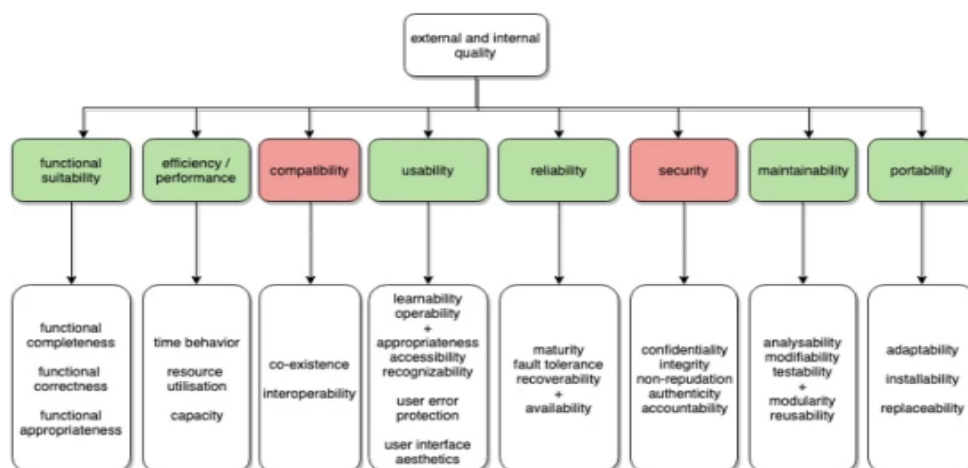 external and internal
quality
functional
suitability
efficiency /
performance
compatibility
usability
reliability
security
maintainability
portability
functional
completeness
functional
correctness
functional
appropriateness
time behavior
resource
utilisation
capacity
co-existence
interoperability
learnability
operability
+
appropriateness
accessibility
recognizability
user error
protection
user interface
aesthetics
maturity
fault tolerance
recoverability
+
availability
confidentiality
integrity
non-repudation
authenticity
accountability
analysability
modifiability
testability
+
modularity
reusability
adaptability
installability
replaceability